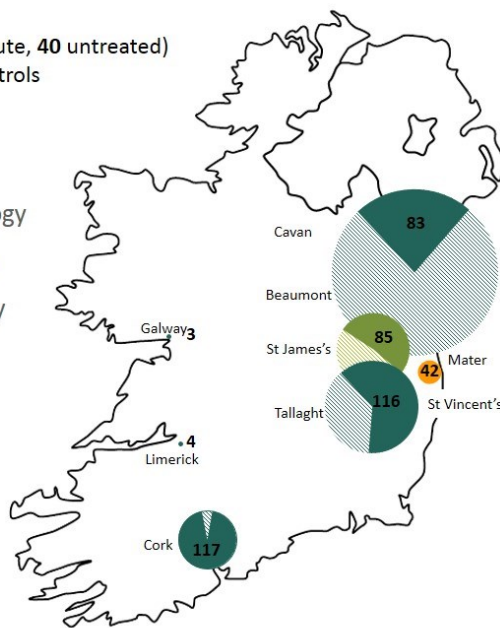 ute, 40 untreated)
trols
ogy
y
Cavan
83
Beaumont
85
St James's
Mater
42
116
Tallaght
St Vincent's
Galway 3
4
Limerick
Cork
117